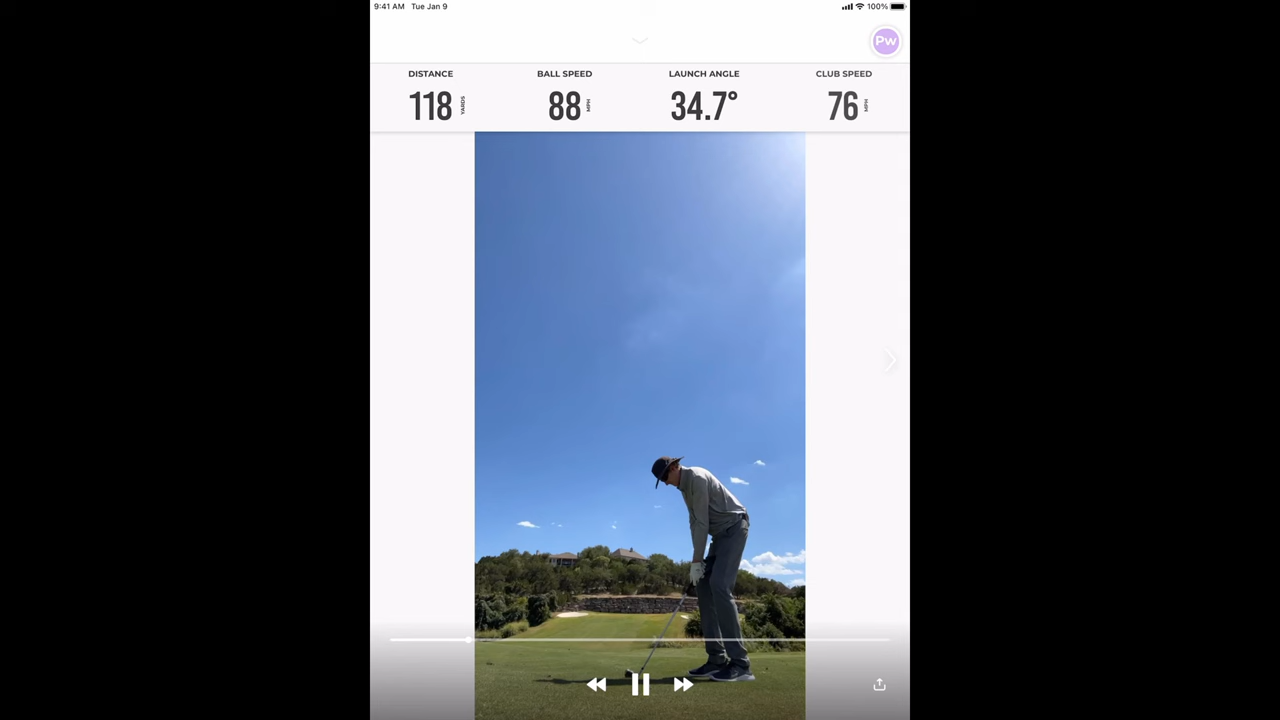 9:41 AM Tue Jan 9 100%
Pw
DISTANCE BALL SPEED LAUNCH ANGLE CLUB SPEED
118 YARDS 88 MPH 34.7° 76 MPH